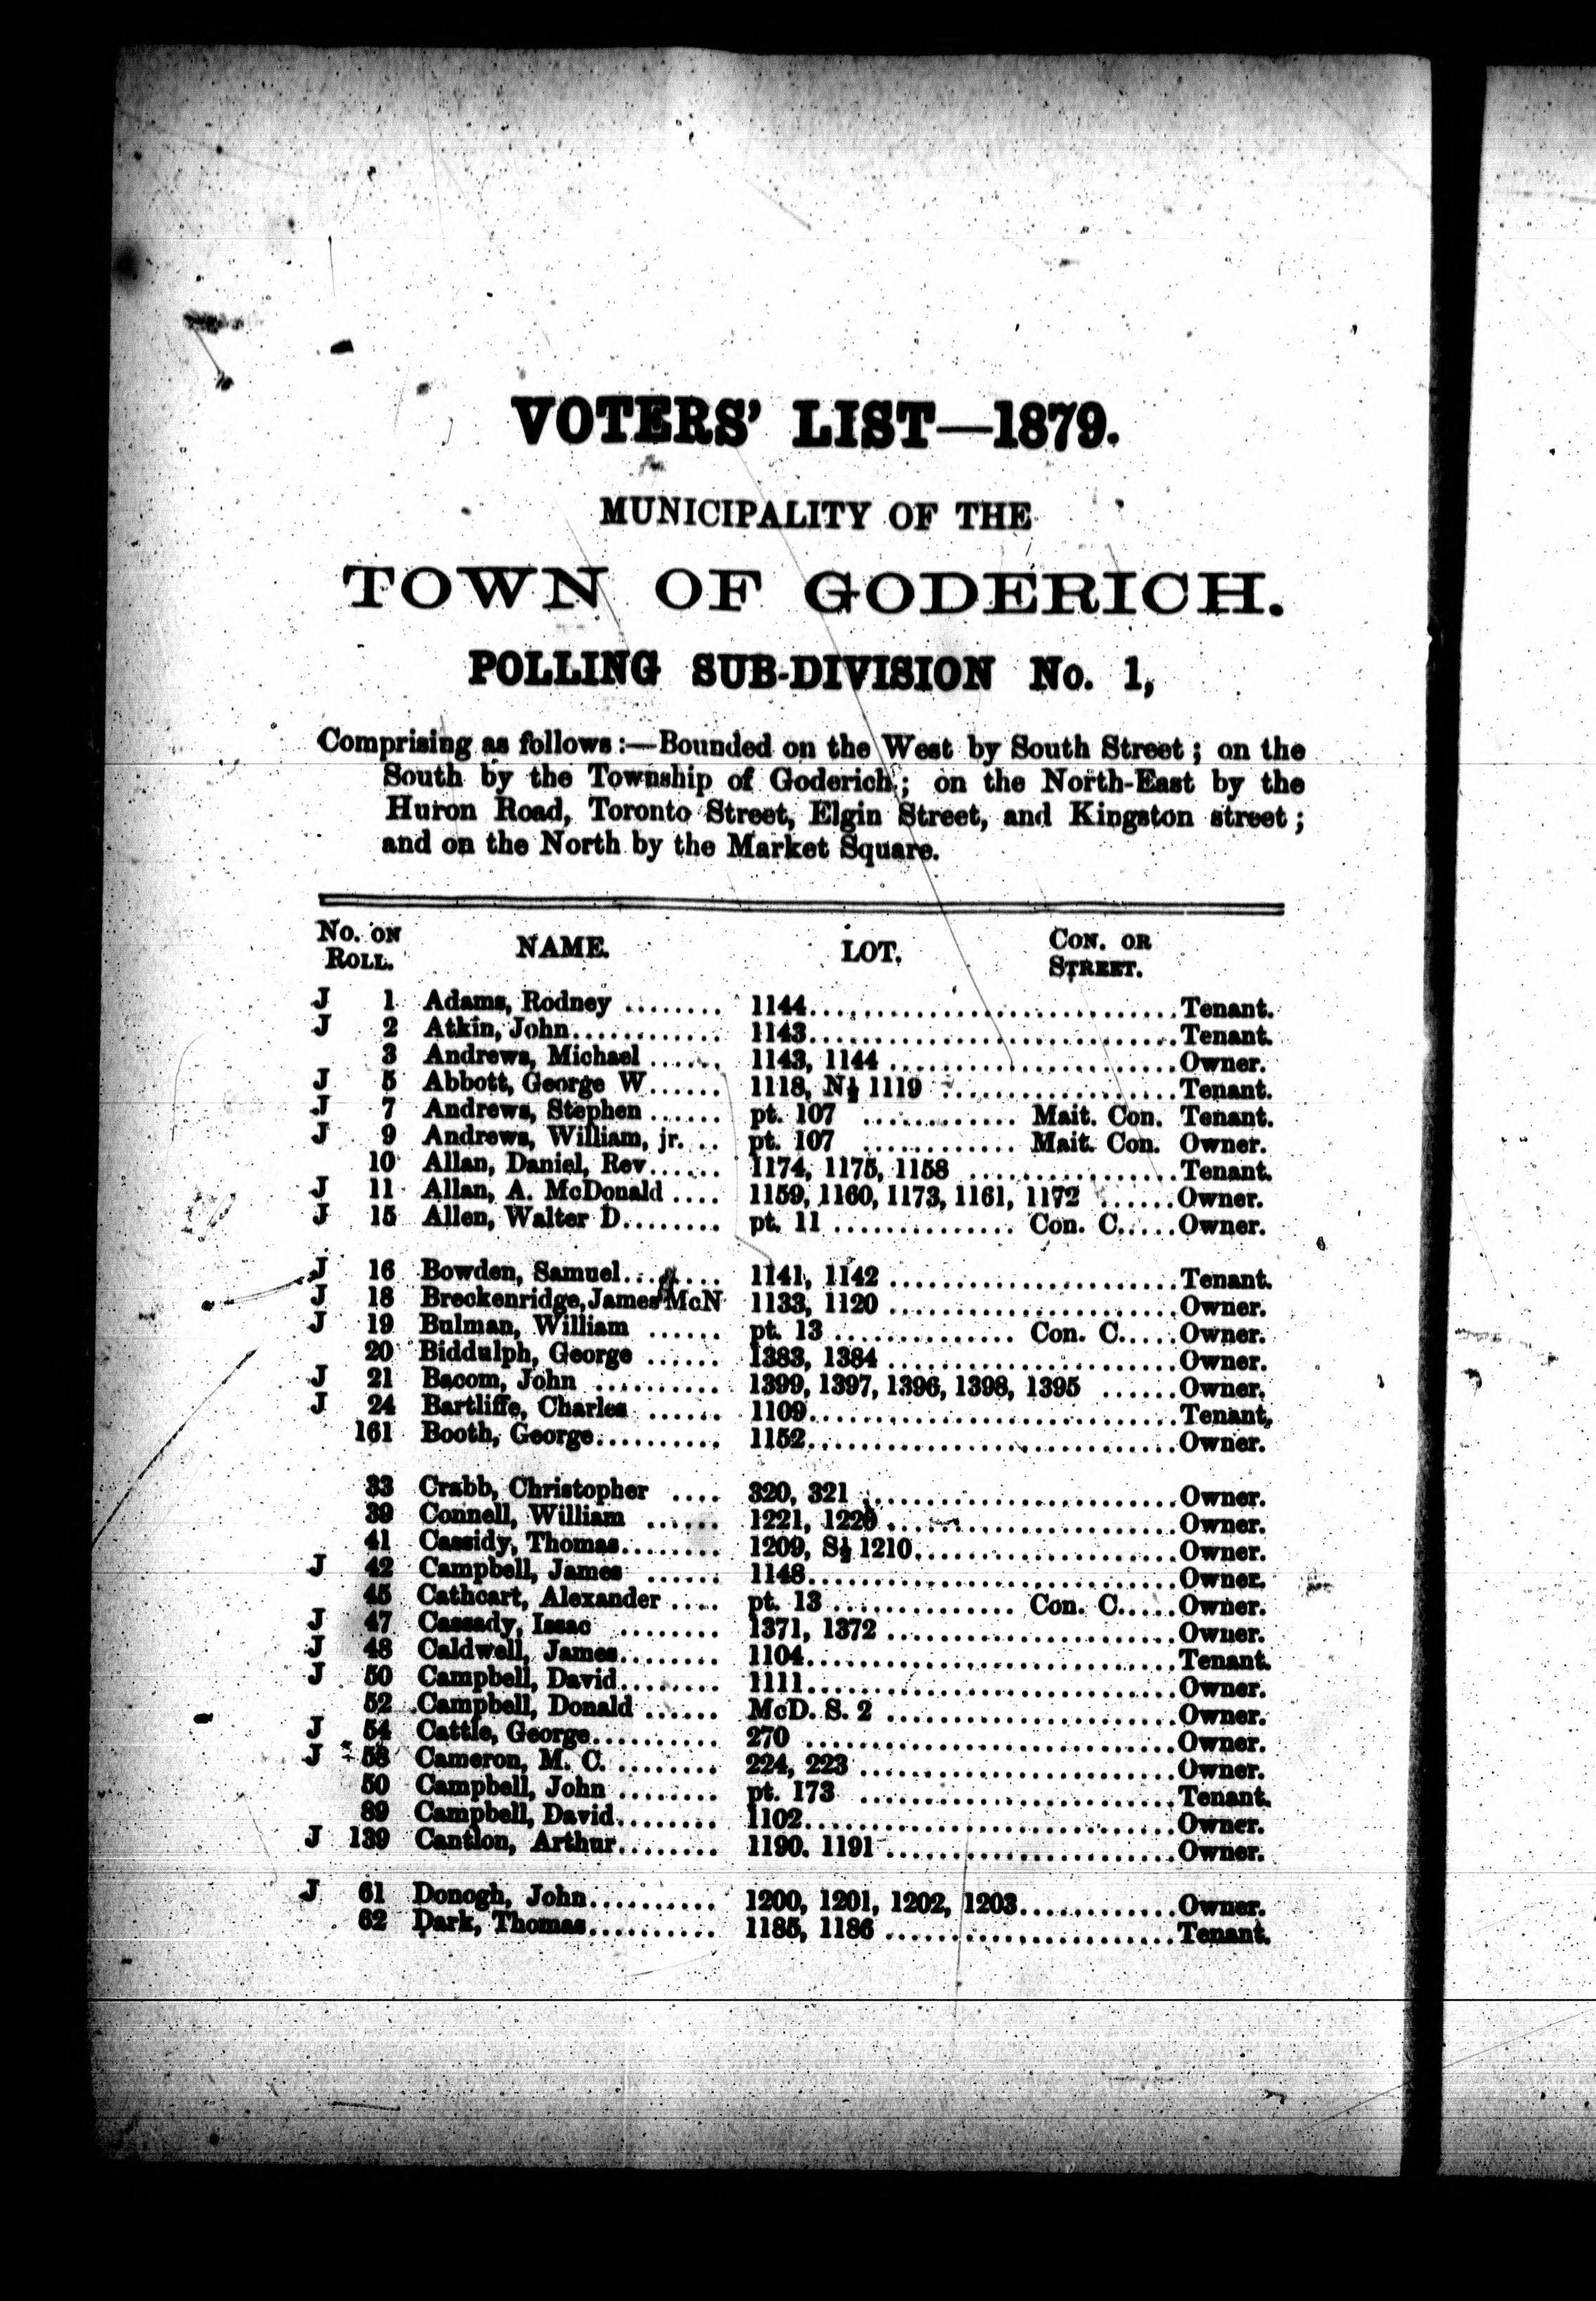 VOTERS' LIST—1879.
MUNICIPALITY OF THE
TOWN OF GODERICH.
POLLING SUB-DIVISION No. 1,
Comprising as follows:—Bounded on the West by South Street; on the
South by the Township of Goderich; on the North-East by the
Huron Road, Toronto Street, Elgin Street, and Kingston street;
and on the North by the Market Square.
No. ON ROLL. NAME. LOT. CON. OR STREET.
J 1 Adams, Rodney ........ 1144............................Tenant.
J 2 Atkin, John............ 1143............................Tenant.
3 Andrews, Michael ...... 1143, 1144 ......................Owner.
J 5 Abbott, George W...... 1118, N½ 1119 ..................Tenant.
J 7 Andrews, Stephen ...... pt. 107 ............ Mait. Con. Tenant.
J 9 Andrews, William, jr. .. pt. 107 ............ Mait. Con. Owner.
10 Allan, Daniel, Rev...... 1174, 1175, 1158 ................Tenant.
J 11 Allan, A. McDonald .... 1159, 1160, 1173, 1161, 1172 ......Owner.
J 15 Allen, Walter D........ pt. 11 .............. Con. C.....Owner.
J 16 Bowden, Samuel........ 1141, 1142 ......................Tenant.
J 18 Breckenridge, James McN 1133, 1120 ......................Owner.
J 19 Bulman, William ...... pt. 13 .............. Con. C.....Owner.
20 Biddulph, George ...... 1383, 1384 ......................Owner.
J 21 Bacom, John .......... 1399, 1397, 1396, 1398, 1395 ......Owner.
J 24 Bartliffe, Charles ...... 1109............................Tenant.
161 Booth, George.......... 1152............................Owner.
33 Crabb, Christopher .... 320, 321 ........................Owner.
39 Connell, William ...... 1221, 1220 ......................Owner.
41 Cassidy, Thomas........ 1209, S½ 1210....................Owner.
J 42 Campbell, James ...... 1148............................Owner.
45 Cathcart, Alexander .... pt. 13 .............. Con. C.....Owner.
J 47 Cassady, Isaac ........ 1371, 1372 ......................Owner.
J 48 Caldwell, James........ 1104............................Tenant.
J 50 Campbell, David........ 1111............................Owner.
52 Campbell, Donald ...... McD. S. 2 ......................Owner.
J 54 Cattle, George.......... 270 ............................Owner.
J 58 Cameron, M. C. ........ 224, 223 ........................Owner.
50 Campbell, John ........ pt. I73 ........................Tenant.
89 Campbell, David........ 1102............................Owner.
J 139 Cantlon, Arthur........ 1190. 1191 ......................Owner.
J 61 Donogh, John.......... 1200, 1201, 1202, 1203............Owner.
62 Dark, Thomas.......... 1185, 1186 ......................Tenant.